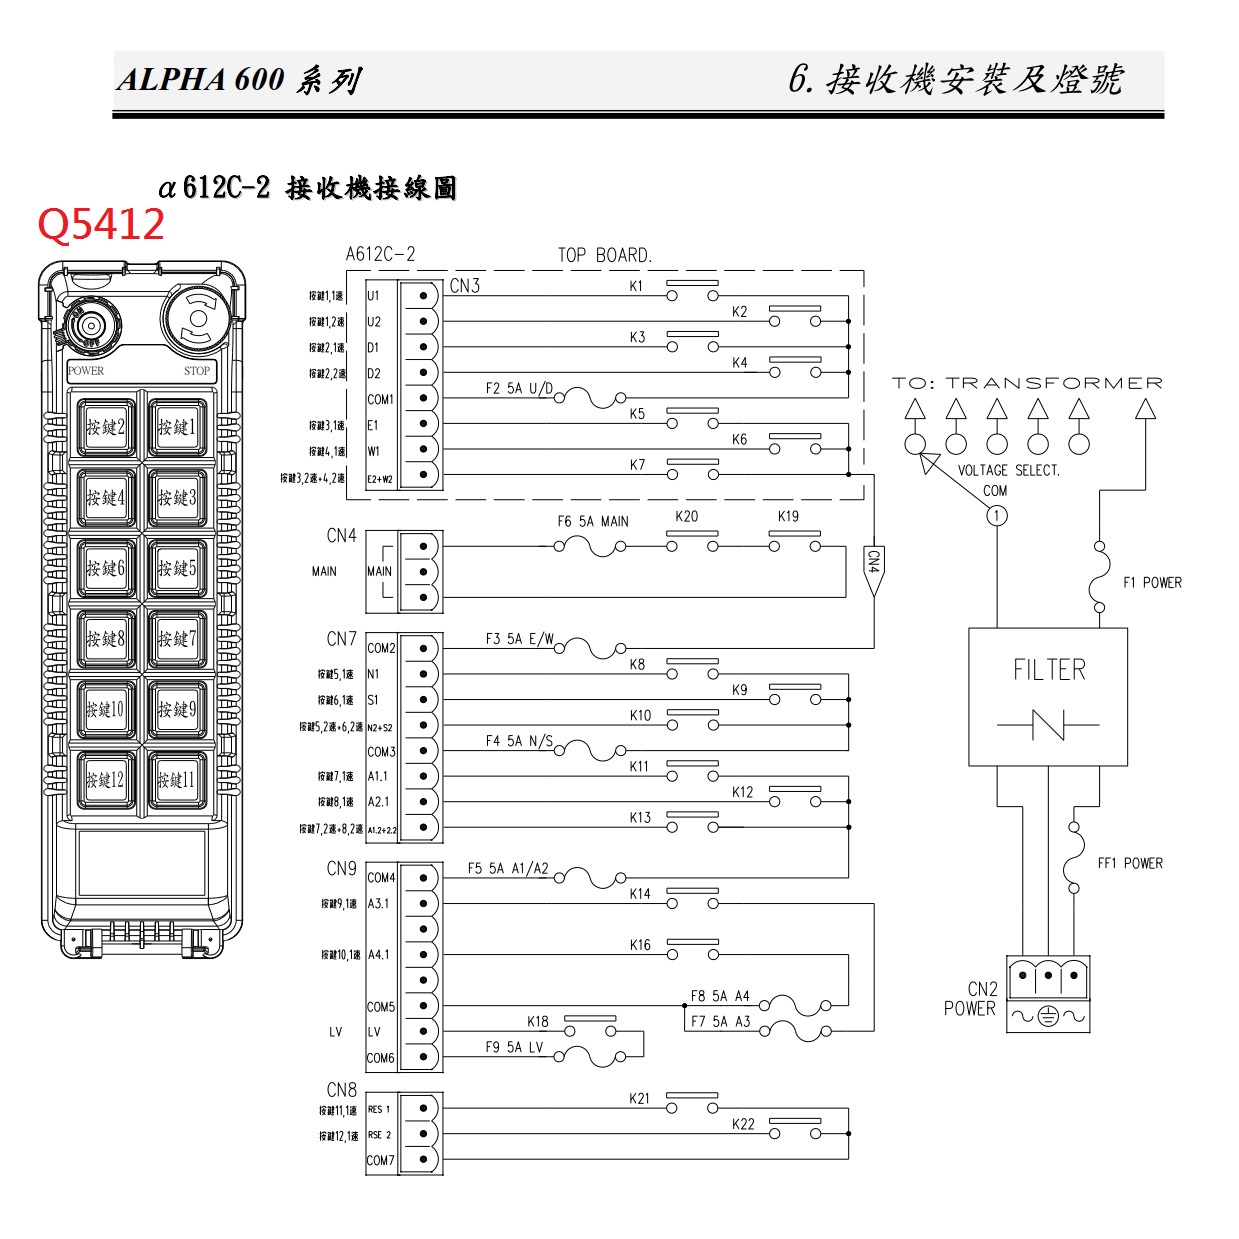 ALPHA 600 系列
6.接收機安裝及燈號
α612C-2 接收機接線圖
Q5412
POWER
STOP
按鍵2
按鍵1
按鍵4
按鍵3
按鍵6
按鍵5
按鍵8
按鍵7
按鍵10
按鍵9
按鍵12
按鍵11
A612C-2
TOP BOARD.
CN3
按鍵1,1速 U1 K1
按鍵1,2速 U2 K2
按鍵2,1速 D1 K3
按鍵2,2速 D2 K4
COM1 F2 5A U/D
按鍵3,1速 E1 K5
按鍵4,1速 W1 K6
按鍵3,2速+4,2速 E2+W2 K7
CN4
F6 5A MAIN K20 K19
MAIN MAIN
CN4
CN7
COM2 F3 5A E/W
按鍵5,1速 N1 K8
按鍵6,1速 S1 K9
按鍵5,2速+6,2速 N2+S2 K10
COM3 F4 5A N/S
按鍵7,1速 A1.1 K11
按鍵8,1速 A2.1 K12
按鍵7,2速+8,2速 A1.2+2.2 K13
CN9
COM4 F5 5A A1/A2
按鍵9,1速 A3.1 K14
按鍵10,1速 A4.1 K16
COM5 F8 5A A4
F7 5A A3
LV LV K18
COM6 F9 5A LV
CN8
按鍵11,1速 RES 1 K21
按鍵12,1速 RSE 2 K22
COM7
TO: TRANSFORMER
VOLTAGE SELECT.
COM
1
F1 POWER
FILTER
FF1 POWER
CN2
POWER